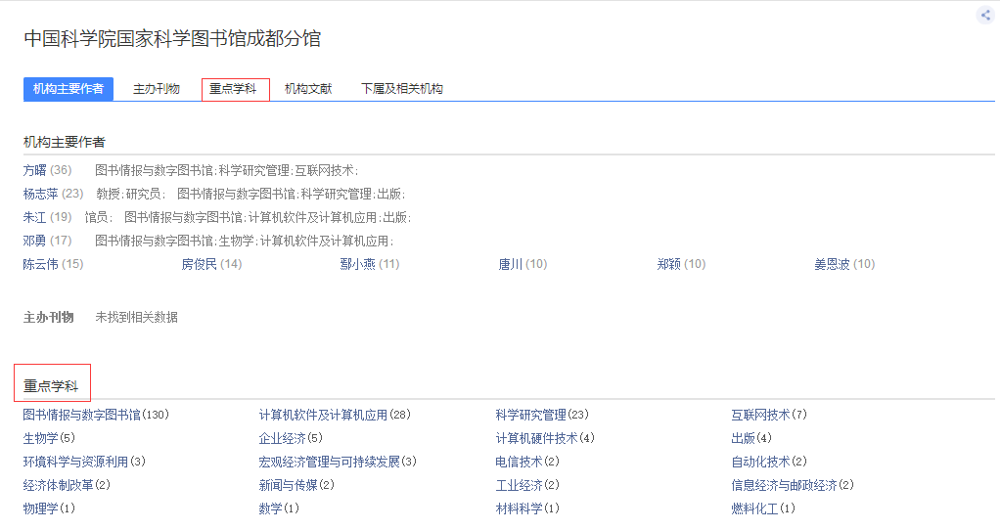 中国科学院国家科学图书馆成都分馆
机构主要作者 主办刊物 重点学科 机构文献 下属及相关机构
机构主要作者
方曙 (36) 图书情报与数字图书馆;科学研究管理;互联网技术;
杨志萍 (23) 教授;研究员; 图书情报与数字图书馆;科学研究管理;出版;
朱江 (19) 馆员; 图书情报与数字图书馆;计算机软件及计算机应用;出版;
邓勇 (17) 图书情报与数字图书馆;生物学;计算机软件及计算机应用;
陈云伟 (15) 房俊民 (14) 鄢小燕 (11) 唐川 (10) 郑颖 (10) 姜恩波 (10)
主办刊物 未找到相关数据
重点学科
图书情报与数字图书馆(130) 计算机软件及计算机应用(28) 科学研究管理(23) 互联网技术(7)
生物学(5) 企业经济(5) 计算机硬件技术(4) 出版(4)
环境科学与资源利用(3) 宏观经济管理与可持续发展(3) 电信技术(2) 自动化技术(2)
经济体制改革(2) 新闻与传媒(2) 工业经济(2) 信息经济与邮政经济(2)
物理学(1) 数学(1) 材料科学(1) 燃料化工(1)